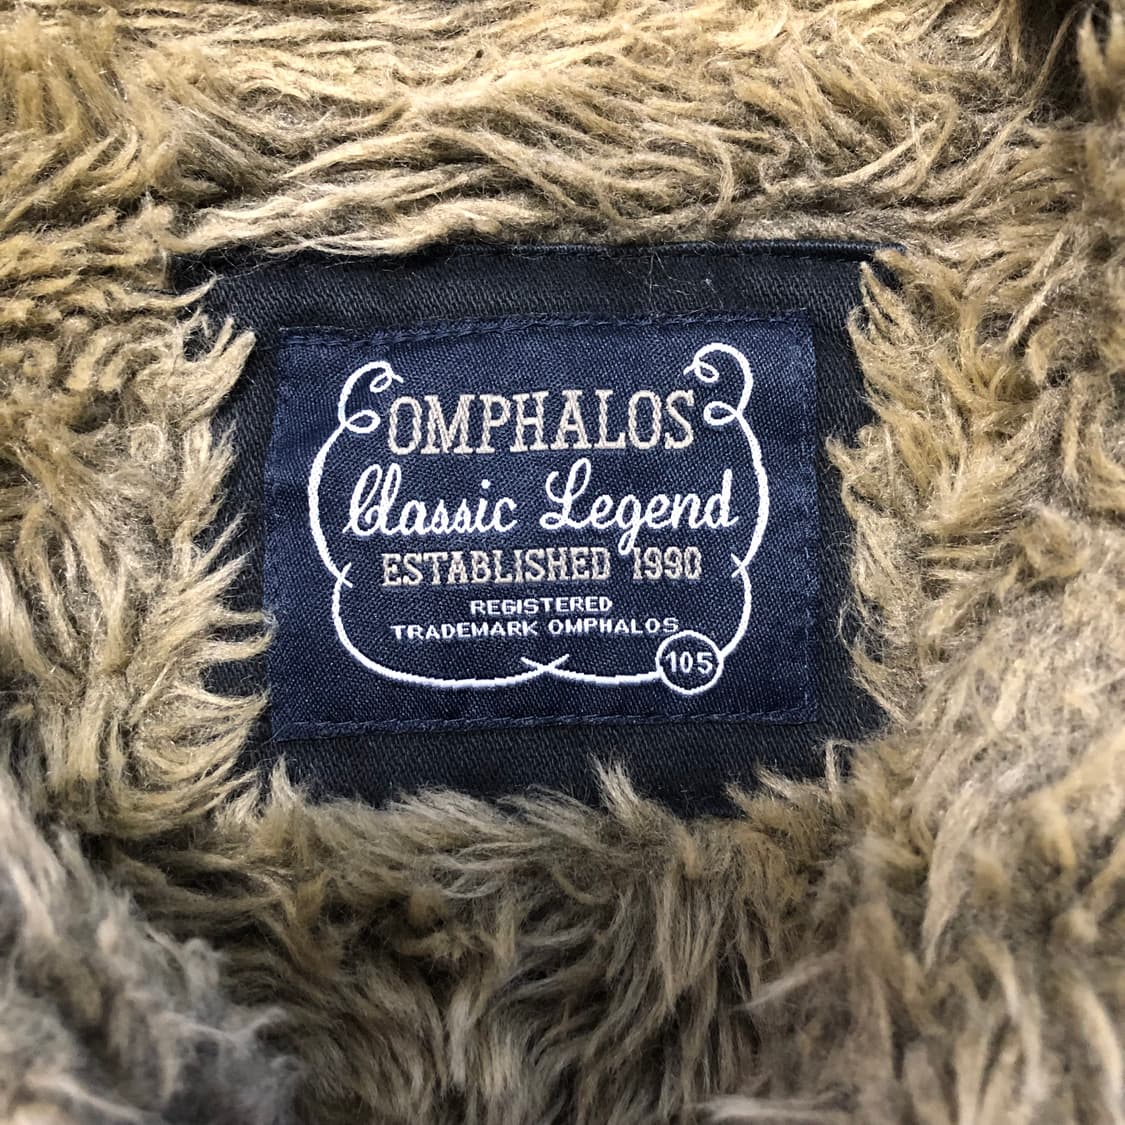 OMPHALOS
Classic Legend
ESTABLISHED 1990
REGISTERED
TRADEMARK OMPHALOS
105